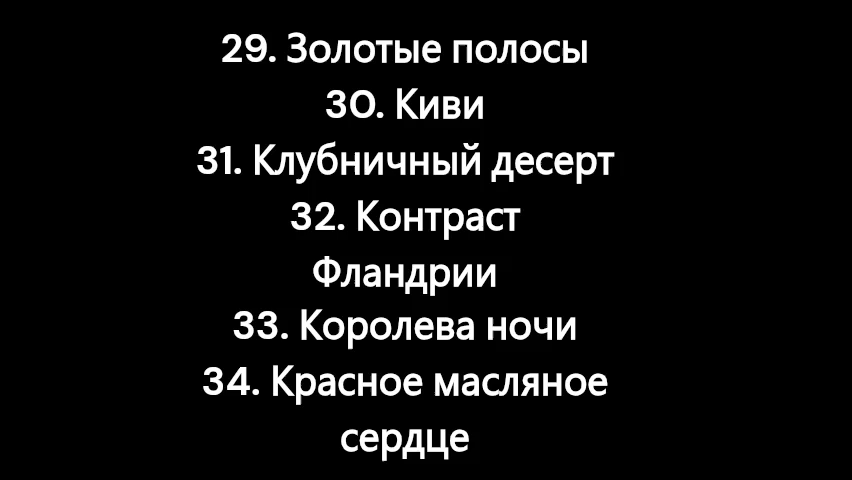 29. Золотые полосы
30. Киви
31. Клубничный десерт
32. Контраст
Фландрии
33. Королева ночи
34. Красное масляное
сердце